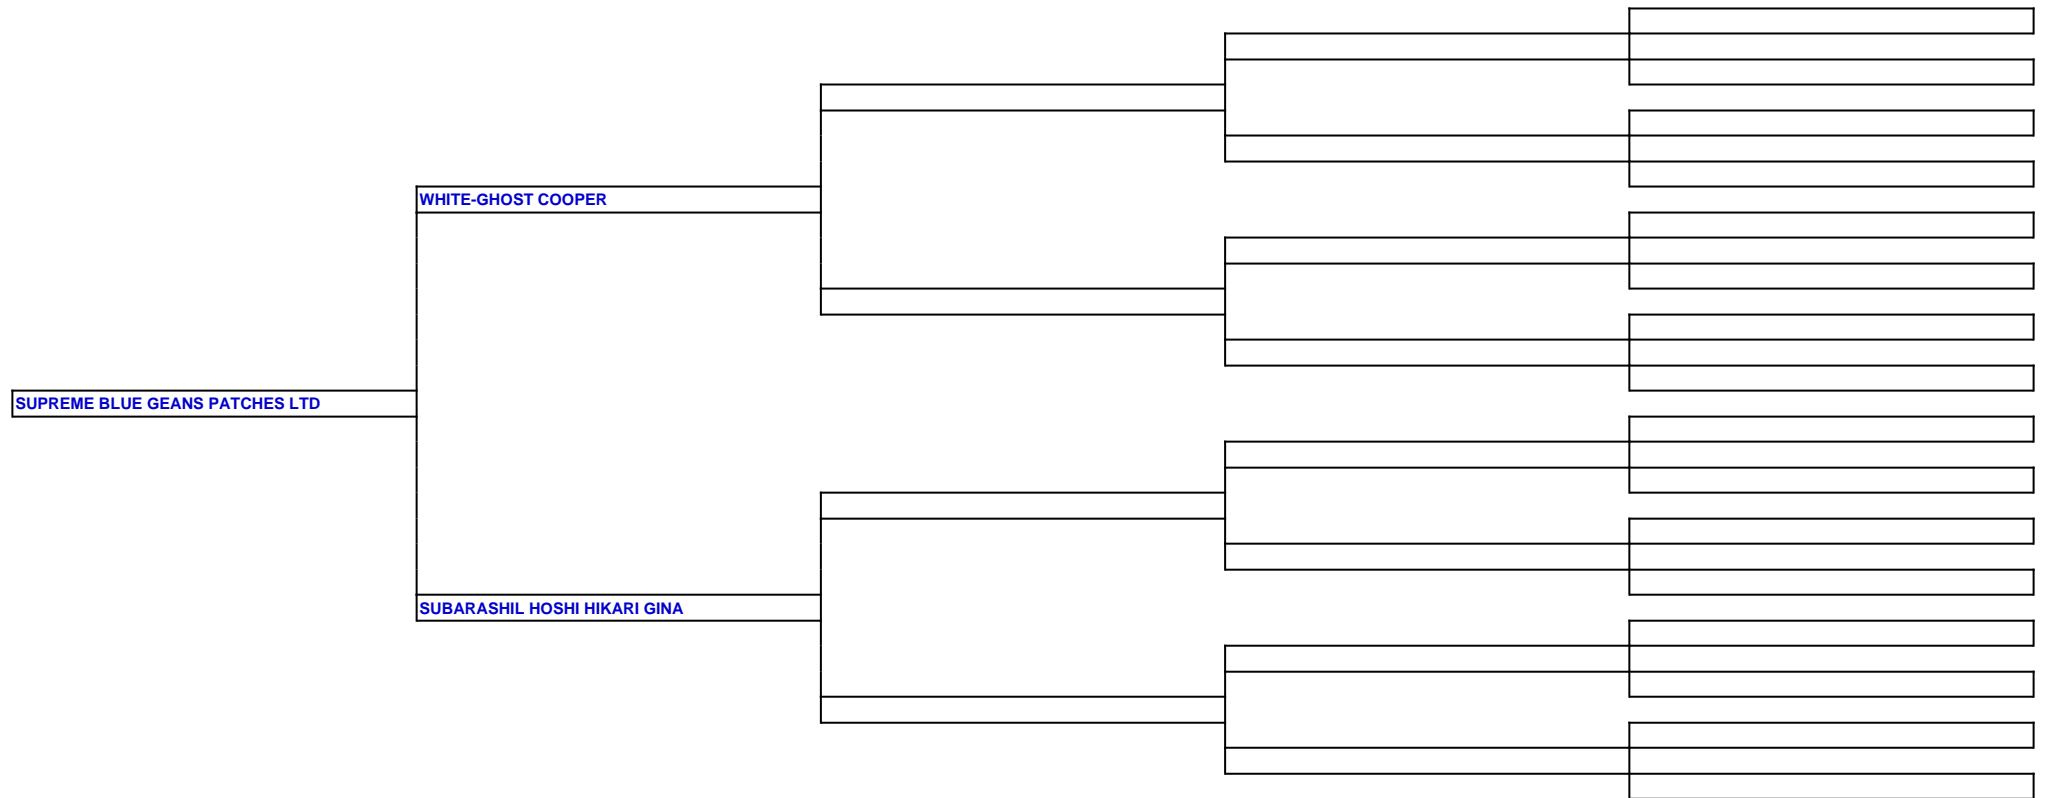 WHITE-GHOST COOPER
SUPREME BLUE GEANS PATCHES LTD
SUBARASHIL HOSHI HIKARI GINA